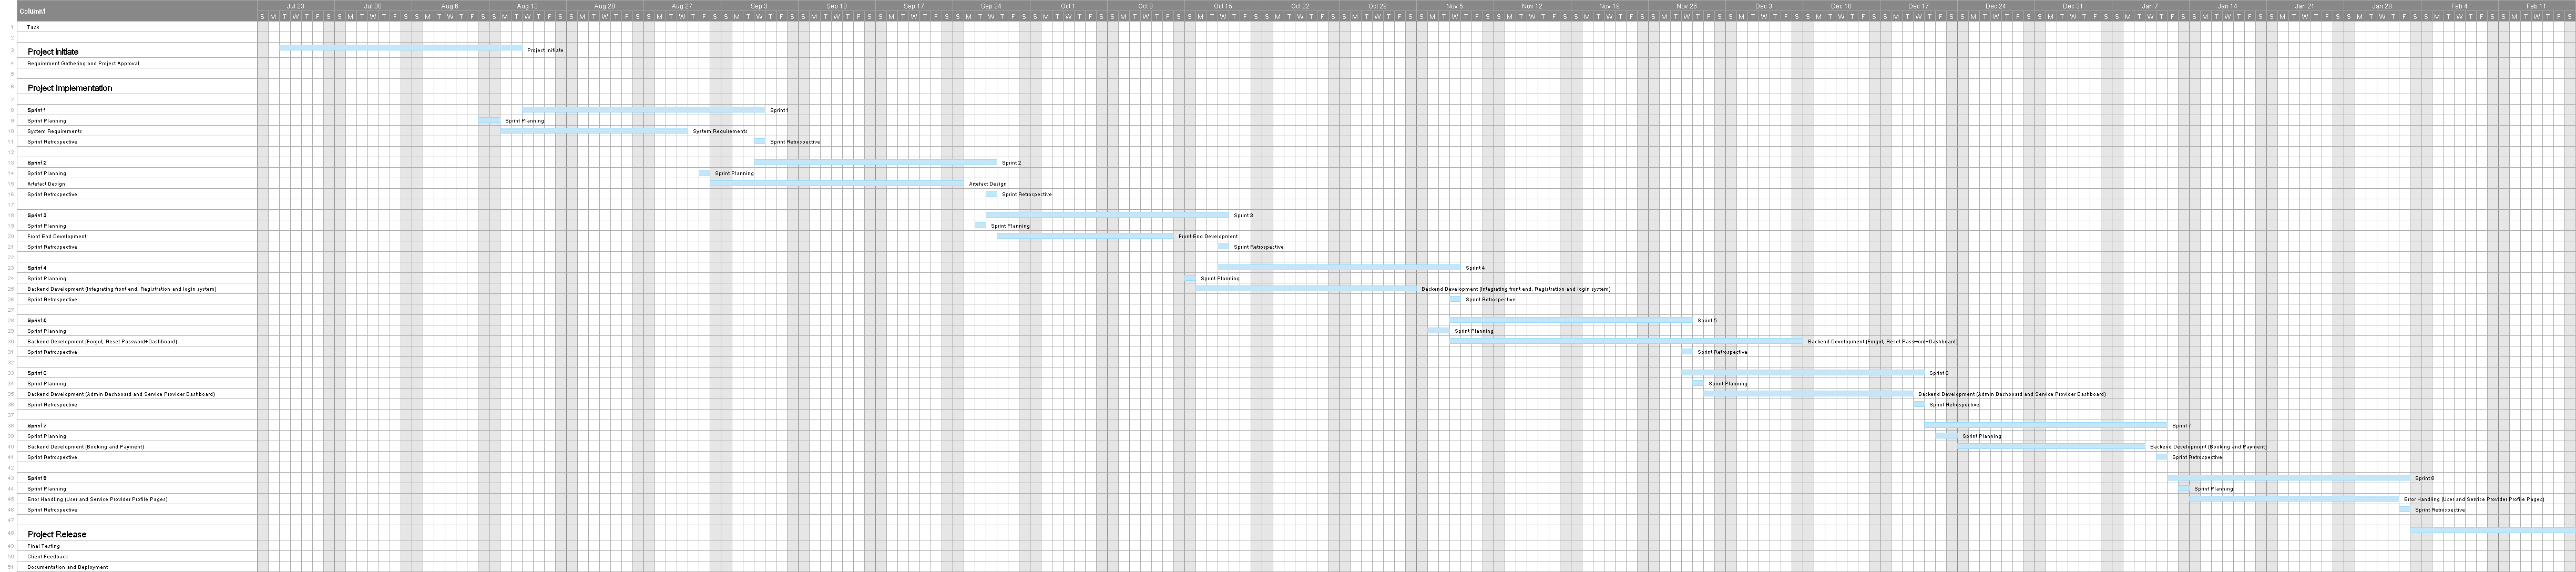 Column1 Jul 23 Jul 30 Aug 6 Aug 13 Aug 20 Aug 27 Sep 3 Sep 10 Sep 17 Sep 24 Oct 1 Oct 8 Oct 15 Oct 22 Oct 29 Nov 5 Nov 12 Nov 19 Nov 26 Dec 3 Dec 10 Dec 17 Dec 24 Dec 31 Jan 7 Jan 14 Jan 21 Jan 28 Feb 4 Feb 11
S M T W T F S S M T W T F S S M T W T F S S M T W T F S S M T W T F S S M T W T F S S M T W T F S S M T W T F S S M T W T F S S M T W T F S S M T W T F S S M T W T F S S M T W T F S S M T W T F S S M T W T F S S M T W T F S S M T W T F S S M T W T F S S M T W T F S S M T W T F S S M T W T F S S M T W T F S S M T W T F S S M T W T F S S M T W T F S S M T W T F S S M T W T F S S M T W T F S S M T W T F S S M T W T F S S M T W T F
1 Task
2
3 Project Initiate Project initiate
4 Requirement Gathering and Project Approval
5
6 Project Implementation
7
8 Sprint 1 Sprint 1
9 Sprint Planning Sprint Planning
10 System Requirements System Requirements
11 Sprint Retrospective Sprint Retrospective
12
13 Sprint 2 Sprint 2
14 Sprint Planning Sprint Planning
15 Artefact Design Artefact Design
16 Sprint Retrospective Sprint Retrospective
17
18 Sprint 3 Sprint 3
19 Sprint Planning Sprint Planning
20 Front End Development Front End Development
21 Sprint Retrospective Sprint Retrospective
22
23 Sprint 4 Sprint 4
24 Sprint Planning Sprint Planning
25 Backend Development (Integrating front end, Registration and login system) Backend Development (Integrating front end, Registration and login system)
26 Sprint Retrospective Sprint Retrospective
27
28 Sprint 5 Sprint 5
29 Sprint Planning Sprint Planning
30 Backend Development (Forgot, Reset Password+Dashboard) Backend Development (Forgot, Reset Password+Dashboard)
31 Sprint Retrospective Sprint Retrospective
32
33 Sprint 6 Sprint 6
34 Sprint Planning Sprint Planning
35 Backend Development (Admin Dashboard and Service Provider Dashboard) Backend Development (Admin Dashboard and Service Provider Dashboard)
36 Sprint Retrospective Sprint Retrospective
37
38 Sprint 7 Sprint 7
39 Sprint Planning Sprint Planning
40 Backend Development (Booking and Payment) Backend Development (Booking and Payment)
41 Sprint Retrospective Sprint Retrospective
42
43 Sprint 8 Sprint 8
44 Sprint Planning Sprint Planning
45 Error Handling (User and Service Provider Profile Pages) Error Handling (User and Service Provider Profile Pages)
46 Sprint Retrospective Sprint Retrospective
47
48 Project Release
49 Final Testing
50 Client Feedback
51 Documentation and Deployment